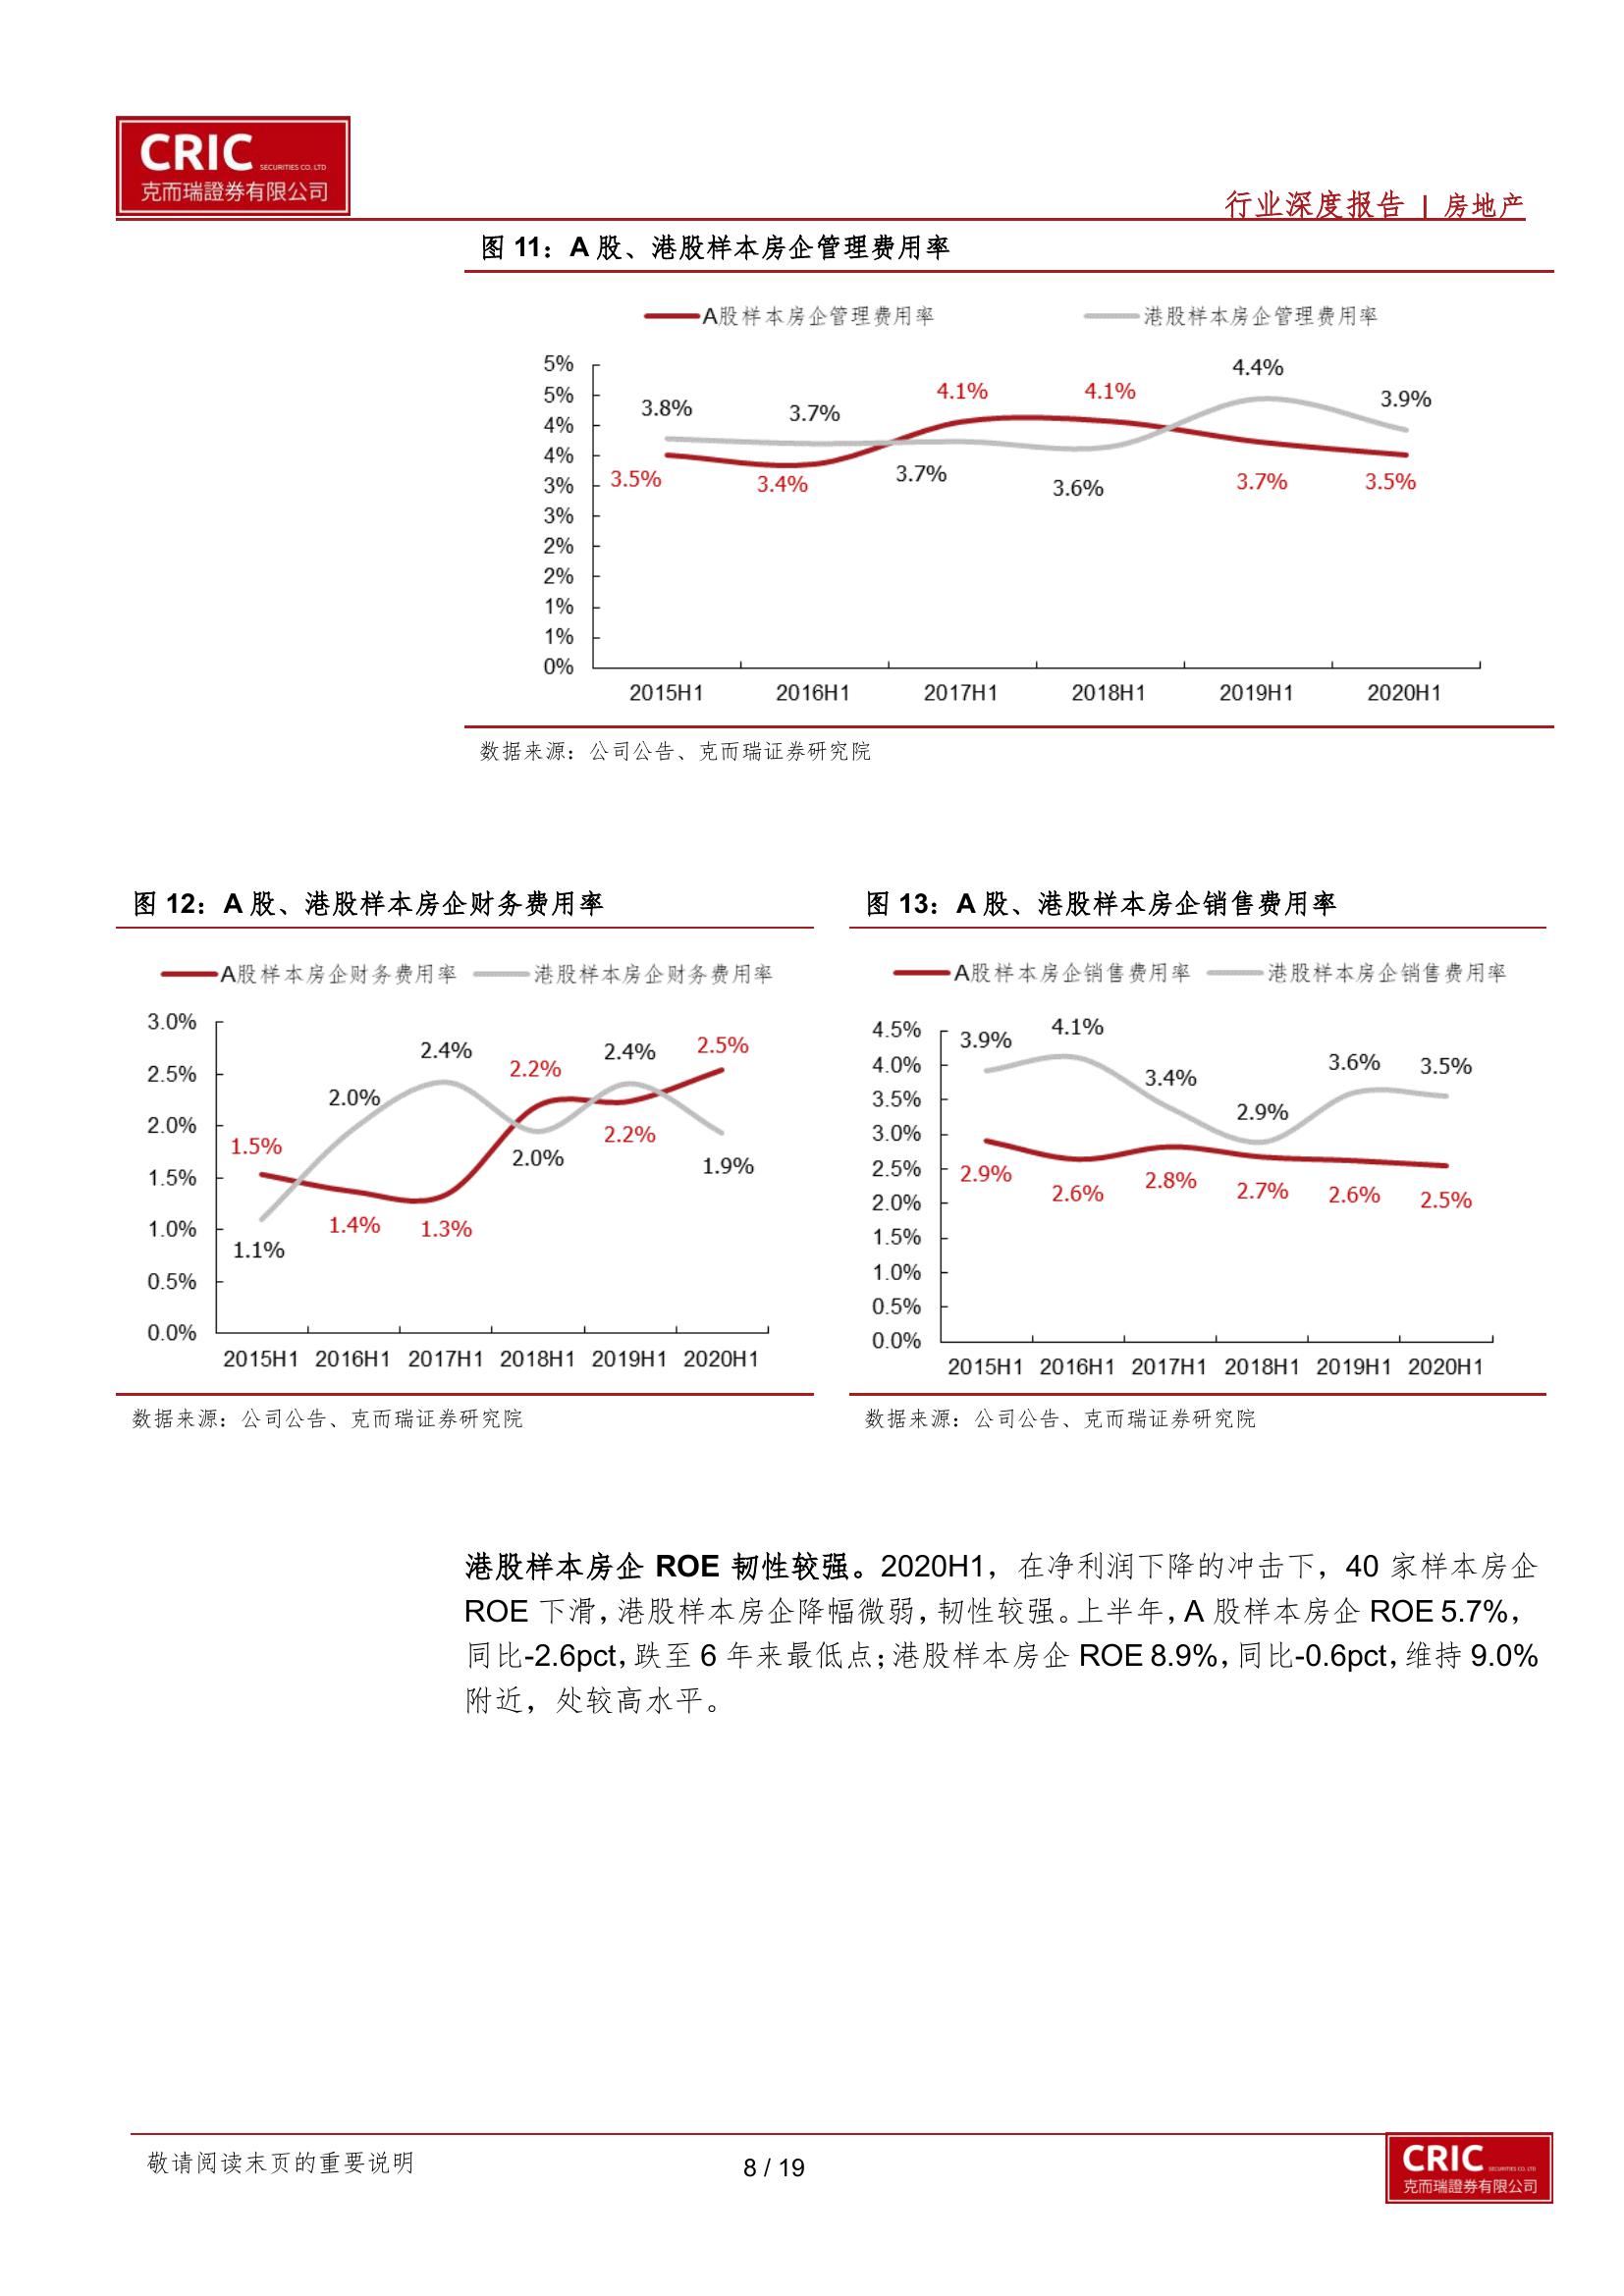 CRIC SECURITIES CO. LTD
克而瑞證券有限公司
行业深度报告 | 房地产
图 11：A 股、港股样本房企管理费用率
A股样本房企管理费用率 港股样本房企管理费用率
5%
5%
4%
4%
3%
3%
2%
2%
1%
1%
0%
3.8% 3.7% 3.7% 3.6% 4.4% 3.9%
3.5% 3.4% 4.1% 4.1% 3.7% 3.5%
2015H1 2016H1 2017H1 2018H1 2019H1 2020H1
数据来源：公司公告、克而瑞证券研究院
图 12：A 股、港股样本房企财务费用率
A股样本房企财务费用率 港股样本房企财务费用率
3.0%
2.5%
2.0%
1.5%
1.0%
0.5%
0.0%
1.5% 1.4% 1.3% 2.2% 2.2% 2.5%
1.1% 2.0% 2.4% 2.0% 2.4% 1.9%
2015H1 2016H1 2017H1 2018H1 2019H1 2020H1
数据来源：公司公告、克而瑞证券研究院
图 13：A 股、港股样本房企销售费用率
A股样本房企销售费用率 港股样本房企销售费用率
4.5%
4.0%
3.5%
3.0%
2.5%
2.0%
1.5%
1.0%
0.5%
0.0%
3.9% 4.1% 3.4% 2.9% 3.6% 3.5%
2.9% 2.6% 2.8% 2.7% 2.6% 2.5%
2015H1 2016H1 2017H1 2018H1 2019H1 2020H1
数据来源：公司公告、克而瑞证券研究院
港股样本房企 ROE 韧性较强。2020H1，在净利润下降的冲击下，40 家样本房企
ROE 下滑，港股样本房企降幅微弱，韧性较强。上半年，A 股样本房企 ROE 5.7%，
同比-2.6pct，跌至 6 年来最低点；港股样本房企 ROE 8.9%，同比-0.6pct，维持 9.0%
附近，处较高水平。
敬请阅读末页的重要说明
8 / 19
CRIC SECURITIES CO. LTD
克而瑞證券有限公司